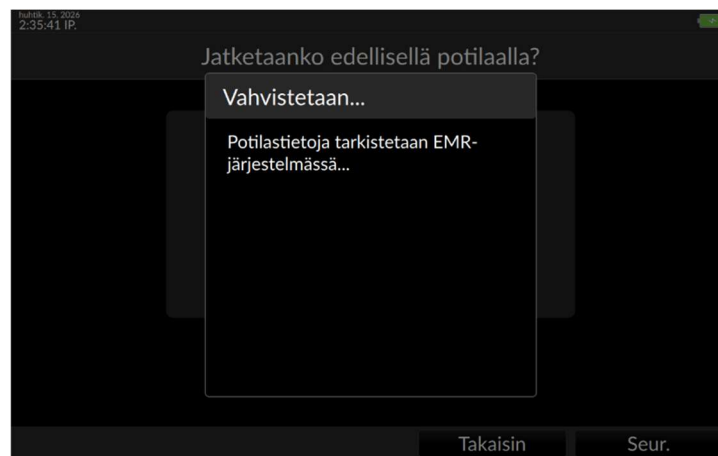 huhtik. 15, 2026
2:35:41 IP.
Jatketaanko edellisellä potilaalla?
Vahvistetaan...
Potilastietoja tarkistetaan EMR-
järjestelmässä...
Takaisin
Seur.